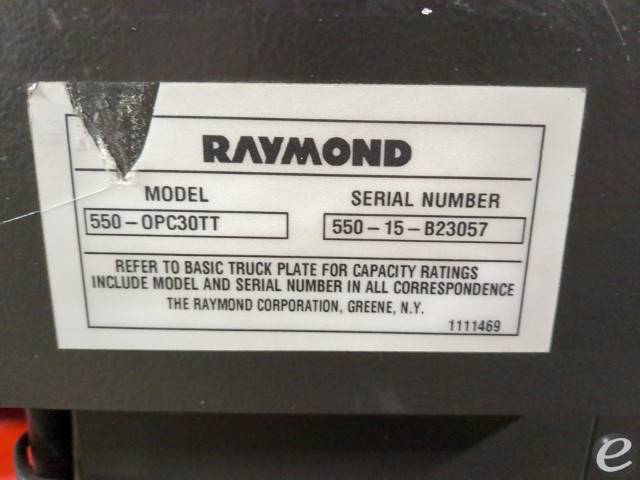 RAYMOND
MODEL
SERIAL NUMBER
550-OPC30TT
550-15-B23057
REFER TO BASIC TRUCK PLATE FOR CAPACITY RATINGS
INCLUDE MODEL AND SERIAL NUMBER IN ALL CORRESPONDENCE
THE RAYMOND CORPORATION, GREENE, N.Y.
1111469
e